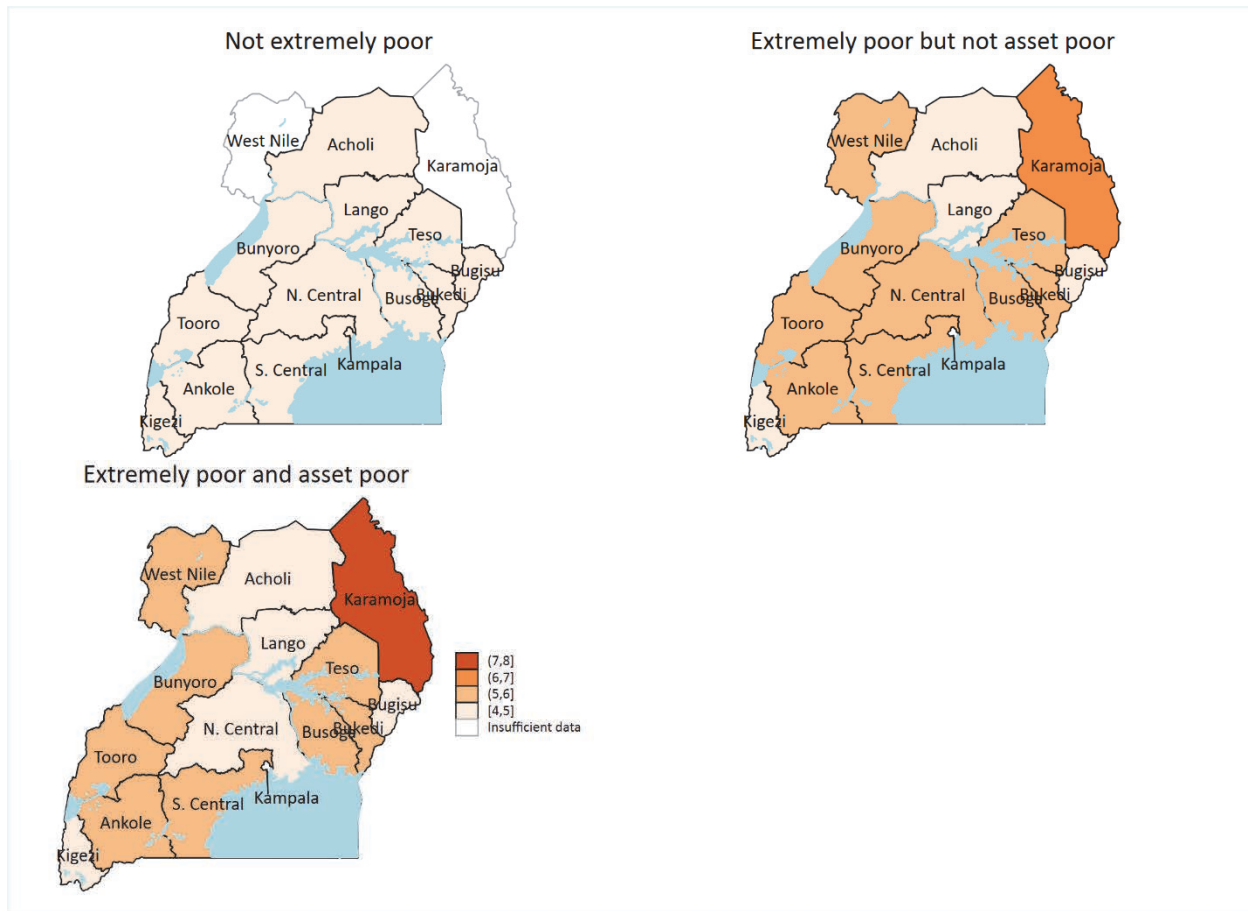 Not extremely poor
West Nile
Acholi
Karamoja
Lango
Teso
Bunyoro
Bugisu
N. Central
Busoga
Bukedi
Tooro
Kampala
S. Central
Ankole
Kigezi
Extremely poor but not asset poor
West Nile
Acholi
Karamoja
Lango
Teso
Bunyoro
Bugisu
N. Central
Busoga
Bukedi
Tooro
Kampala
S. Central
Ankole
Kigezi
Extremely poor and asset poor
West Nile
Acholi
Karamoja
Lango
Teso
Bunyoro
Bugisu
N. Central
Busoga
Bukedi
Tooro
Kampala
S. Central
Ankole
Kigezi
(7,8]
(6,7]
(5,6]
[4,5]
Insufficient data